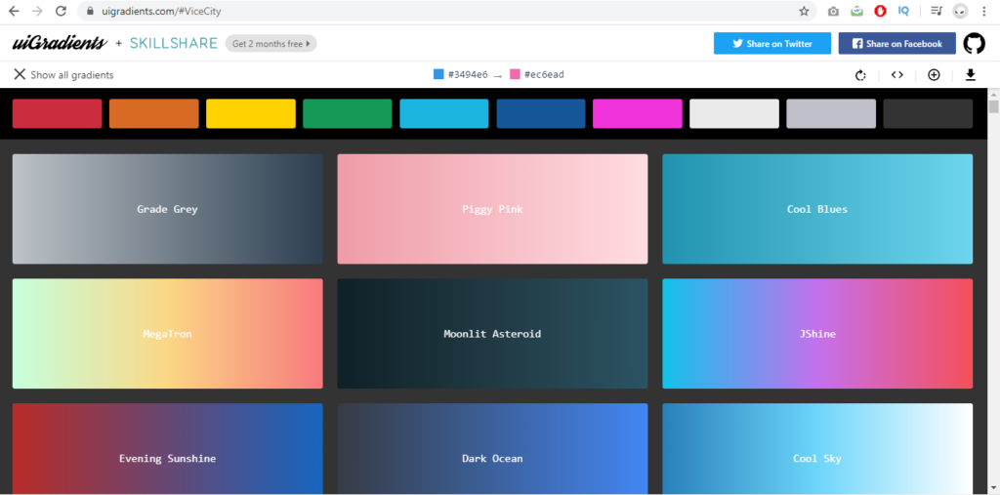 uigradients.com/#ViceCity
uiGradients + SKILLSHARE Get 2 months free Share on Twitter Share on Facebook
Show all gradients #3494e6 → #ec6ead
Grade Grey Piggy Pink Cool Blues
MegaTron Moonlit Asteroid JShine
Evening Sunshine Dark Ocean Cool Sky